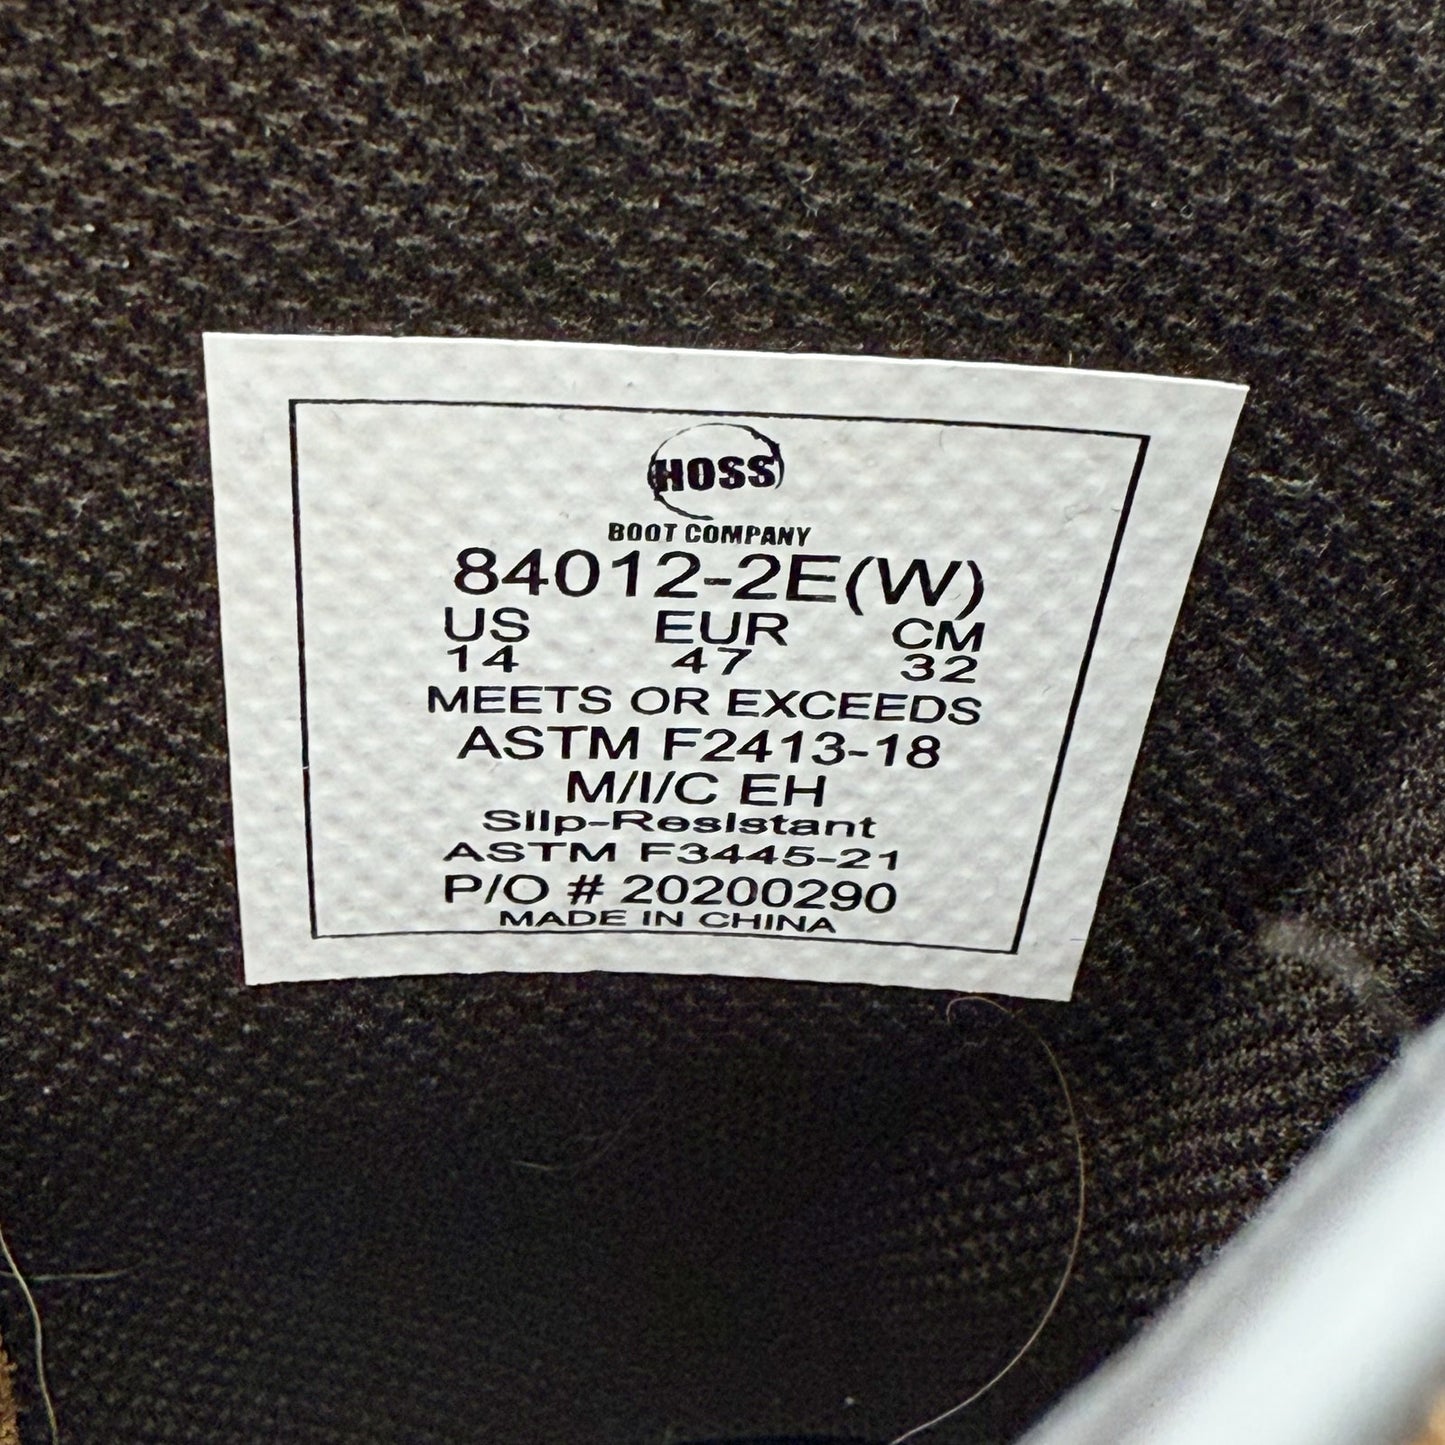 HOSS
BOOT COMPANY
84012-2E(W)
US EUR CM
14 47 32
MEETS OR EXCEEDS
ASTM F2413-18
M/I/C EH
Slip-Resistant
ASTM F3445-21
P/O # 20200290
MADE IN CHINA